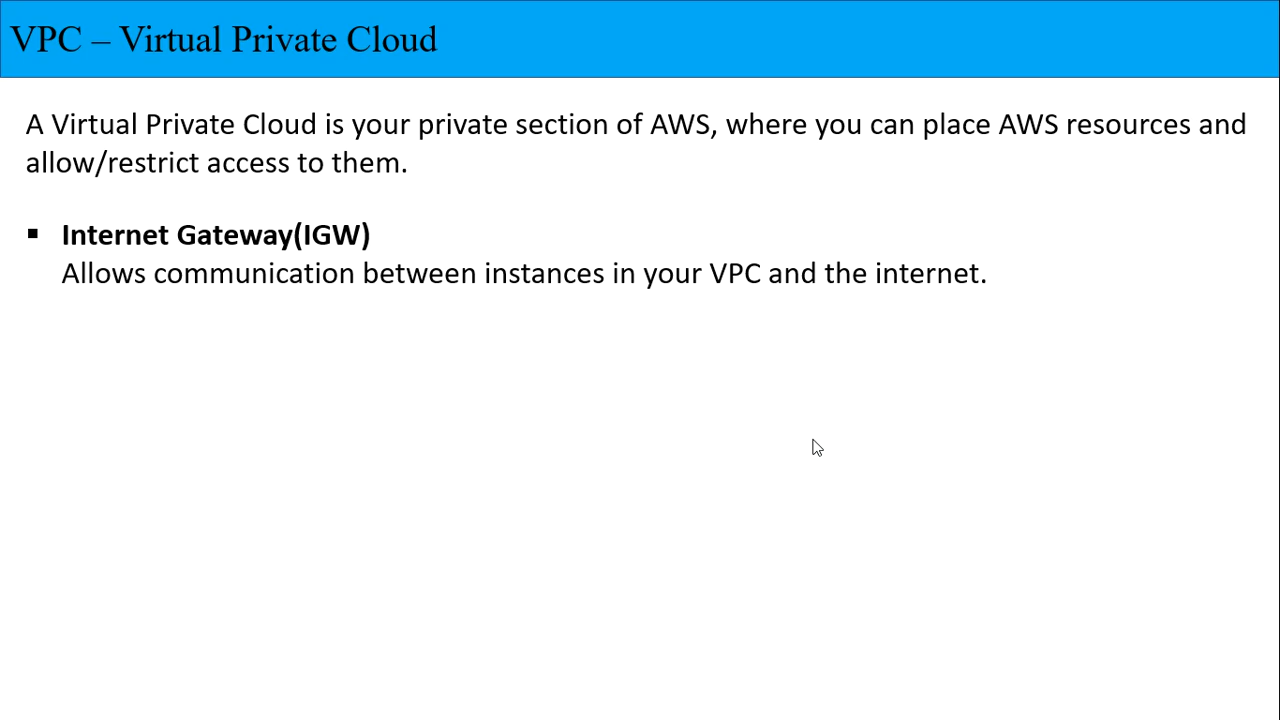 VPC – Virtual Private Cloud
A Virtual Private Cloud is your private section of AWS, where you can place AWS resources and
allow/restrict access to them.
▪ Internet Gateway(IGW)
Allows communication between instances in your VPC and the internet.